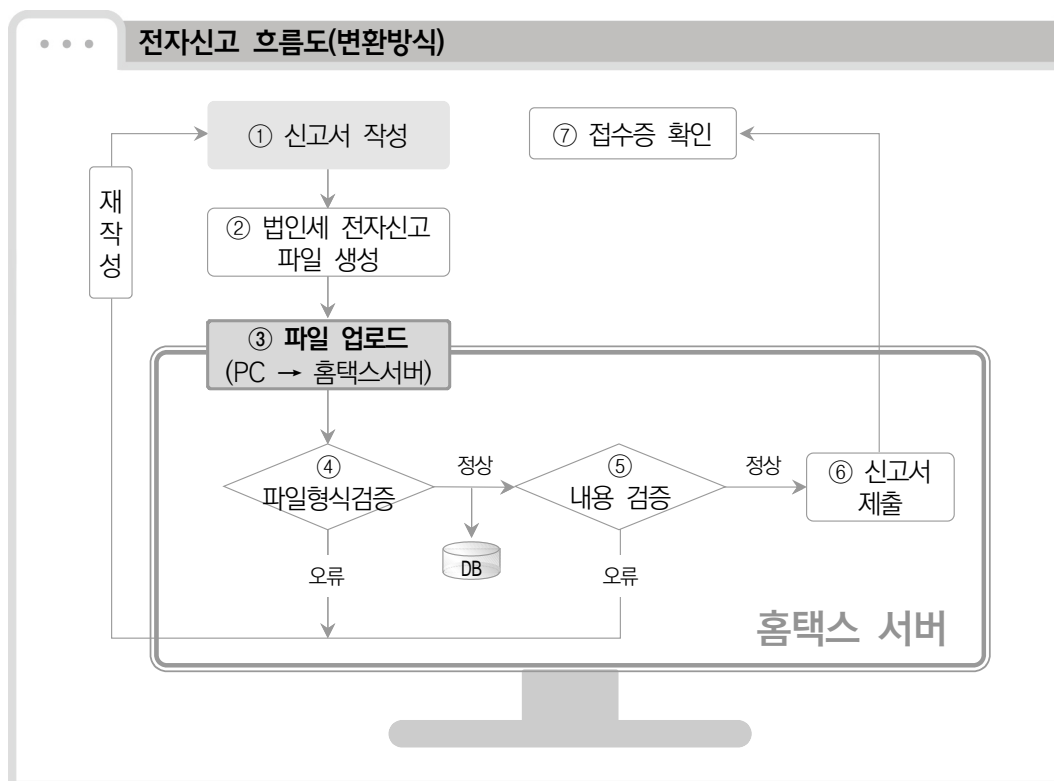 전자신고 흐름도(변환방식)
① 신고서 작성
⑦ 접수증 확인
재
작
성
② 법인세 전자신고
파일 생성
③ 파일 업로드
(PC → 홈택스서버)
④
파일형식검증
정상
⑤
내용 검증
정상
⑥ 신고서
제출
DB
오류
오류
홈택스 서버